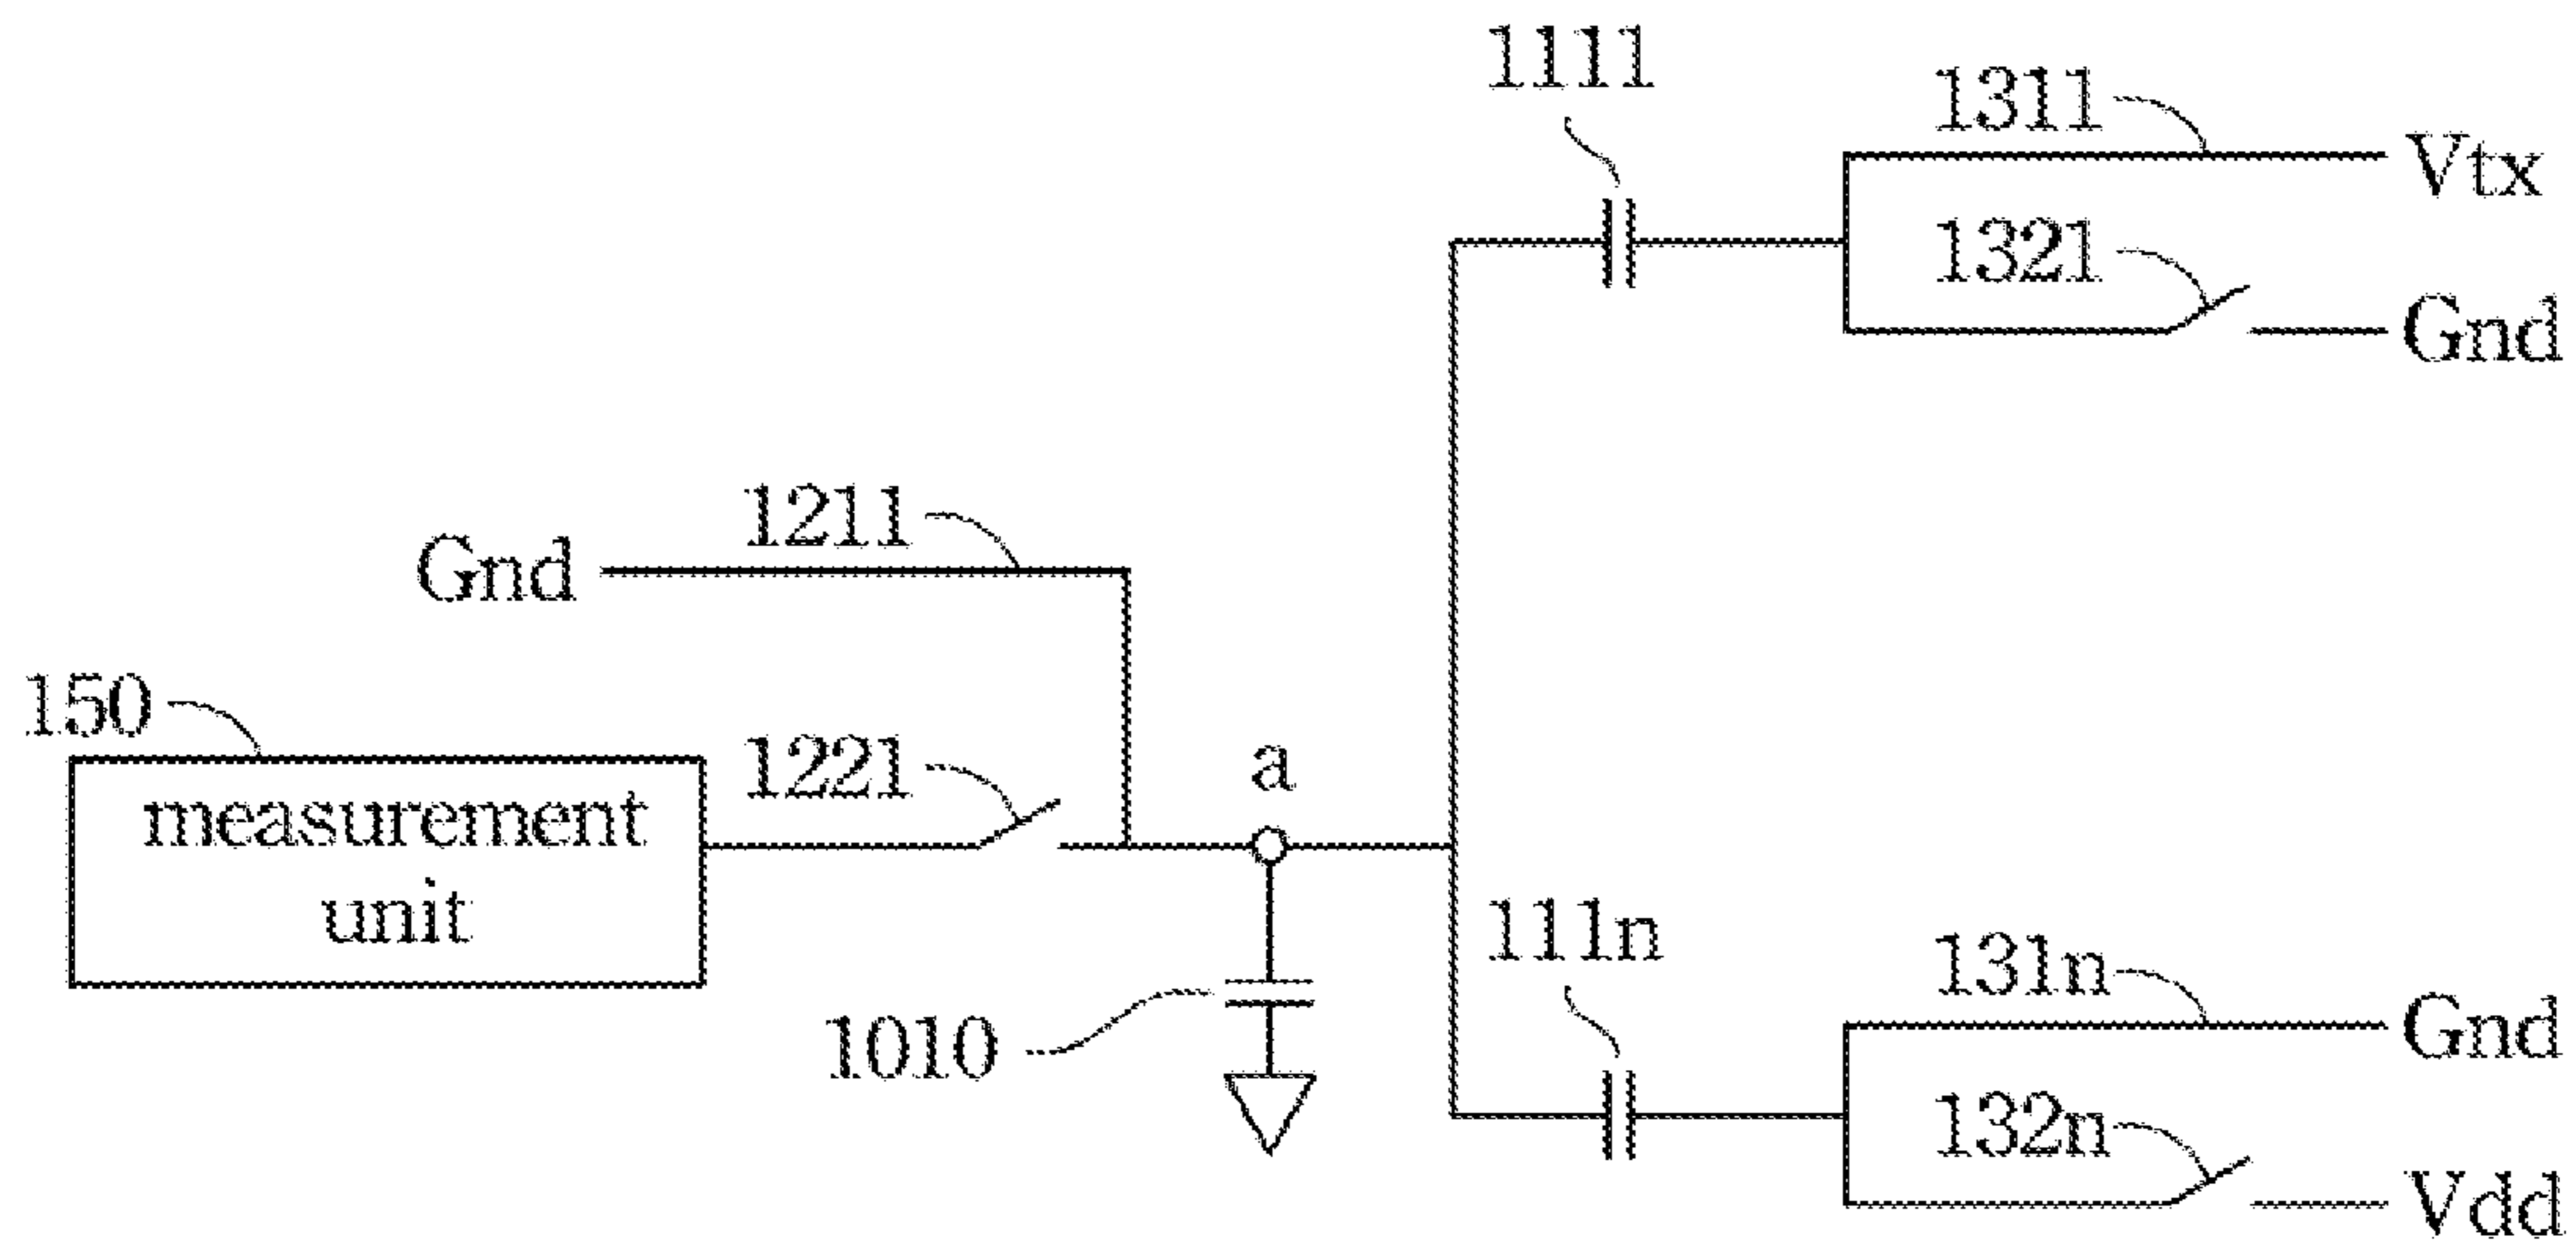 1111
1311
Vtx
1321
Gnd
1211
Gnd
150
measurement
unit
1221
a
1010
111n
131n
Gnd
132n
Vdd